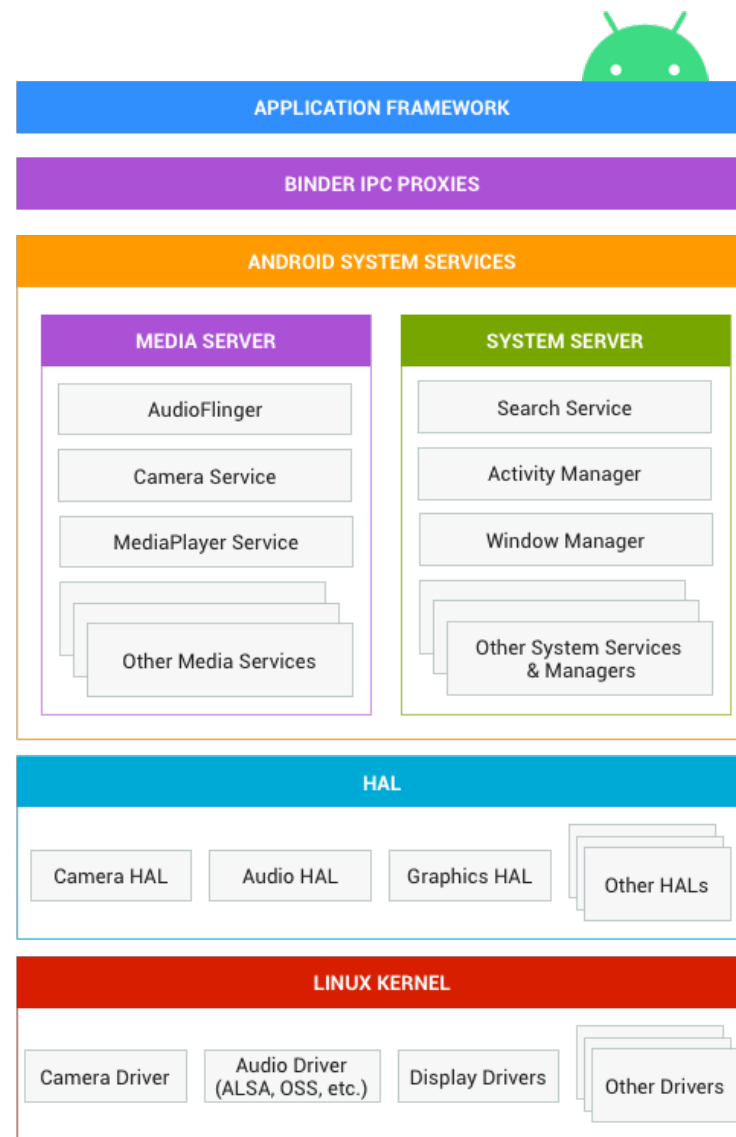 APPLICATION FRAMEWORK
BINDER IPC PROXIES
ANDROID SYSTEM SERVICES
MEDIA SERVER
AudioFlinger
Camera Service
MediaPlayer Service
Other Media Services
SYSTEM SERVER
Search Service
Activity Manager
Window Manager
Other System Services
& Managers
HAL
Camera HAL
Audio HAL
Graphics HAL
Other HALs
LINUX KERNEL
Camera Driver
Audio Driver
(ALSA, OSS, etc.)
Display Drivers
Other Drivers